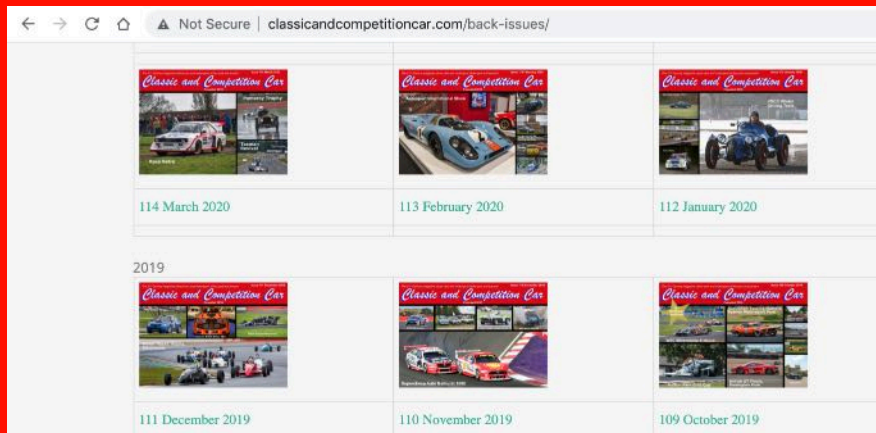 Not Secure | classicandcompetitioncar.com/back-issues/
Classic and Competition Car
Classic and Competition Car
Classic and Competition Car
114 March 2020
113 February 2020
112 January 2020
2019
Classic and Competition Car
Classic and Competition Car
Classic and Competition Car
111 December 2019
110 November 2019
109 October 2019